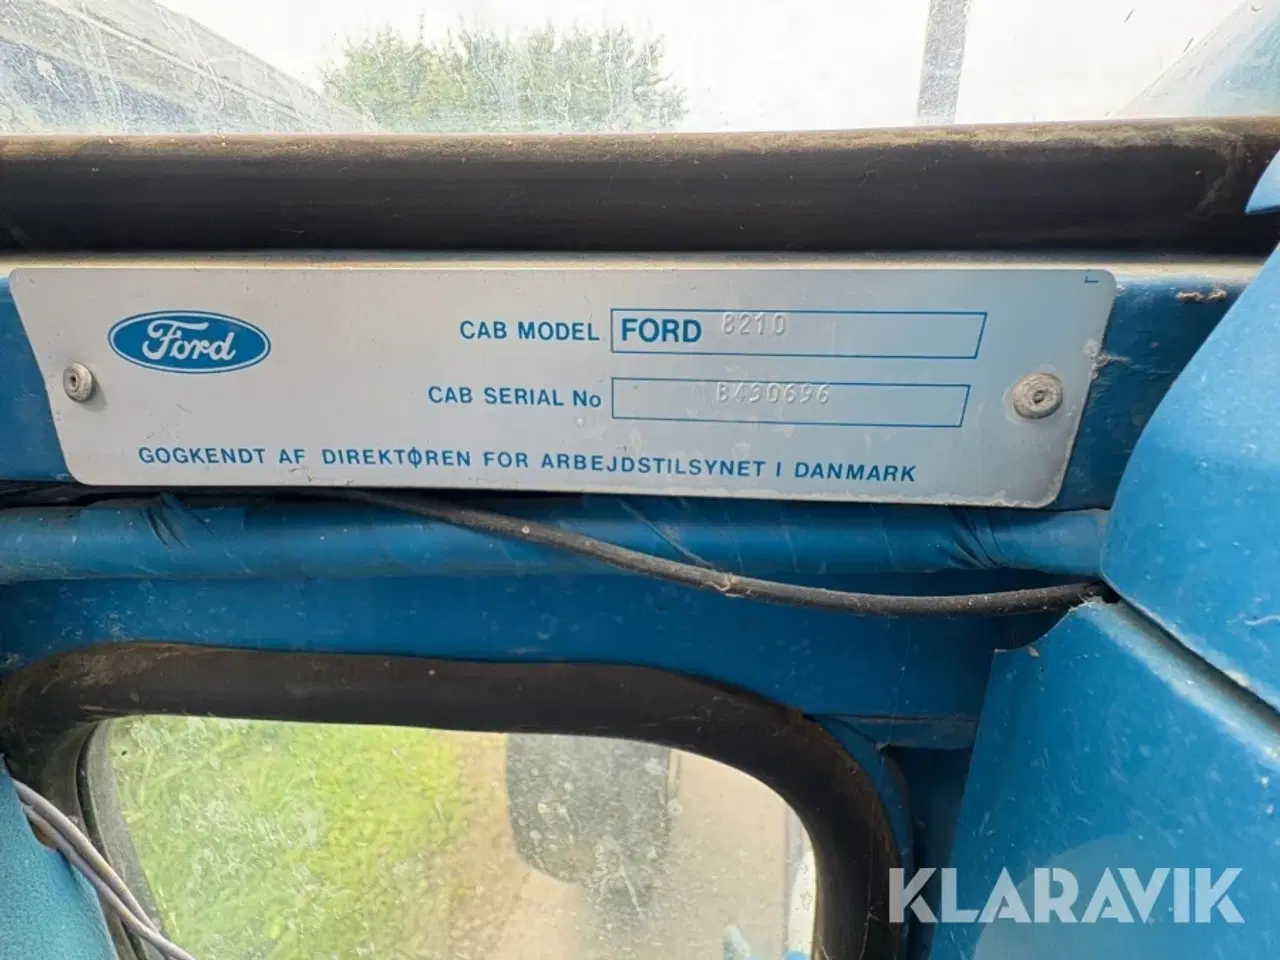 Ford
CAB MODEL FORD 8210
CAB SERIAL No B430696
GOGKENDT AF DIREKTØREN FOR ARBEJDSTILSYNET I DANMARK
KLARAVIK